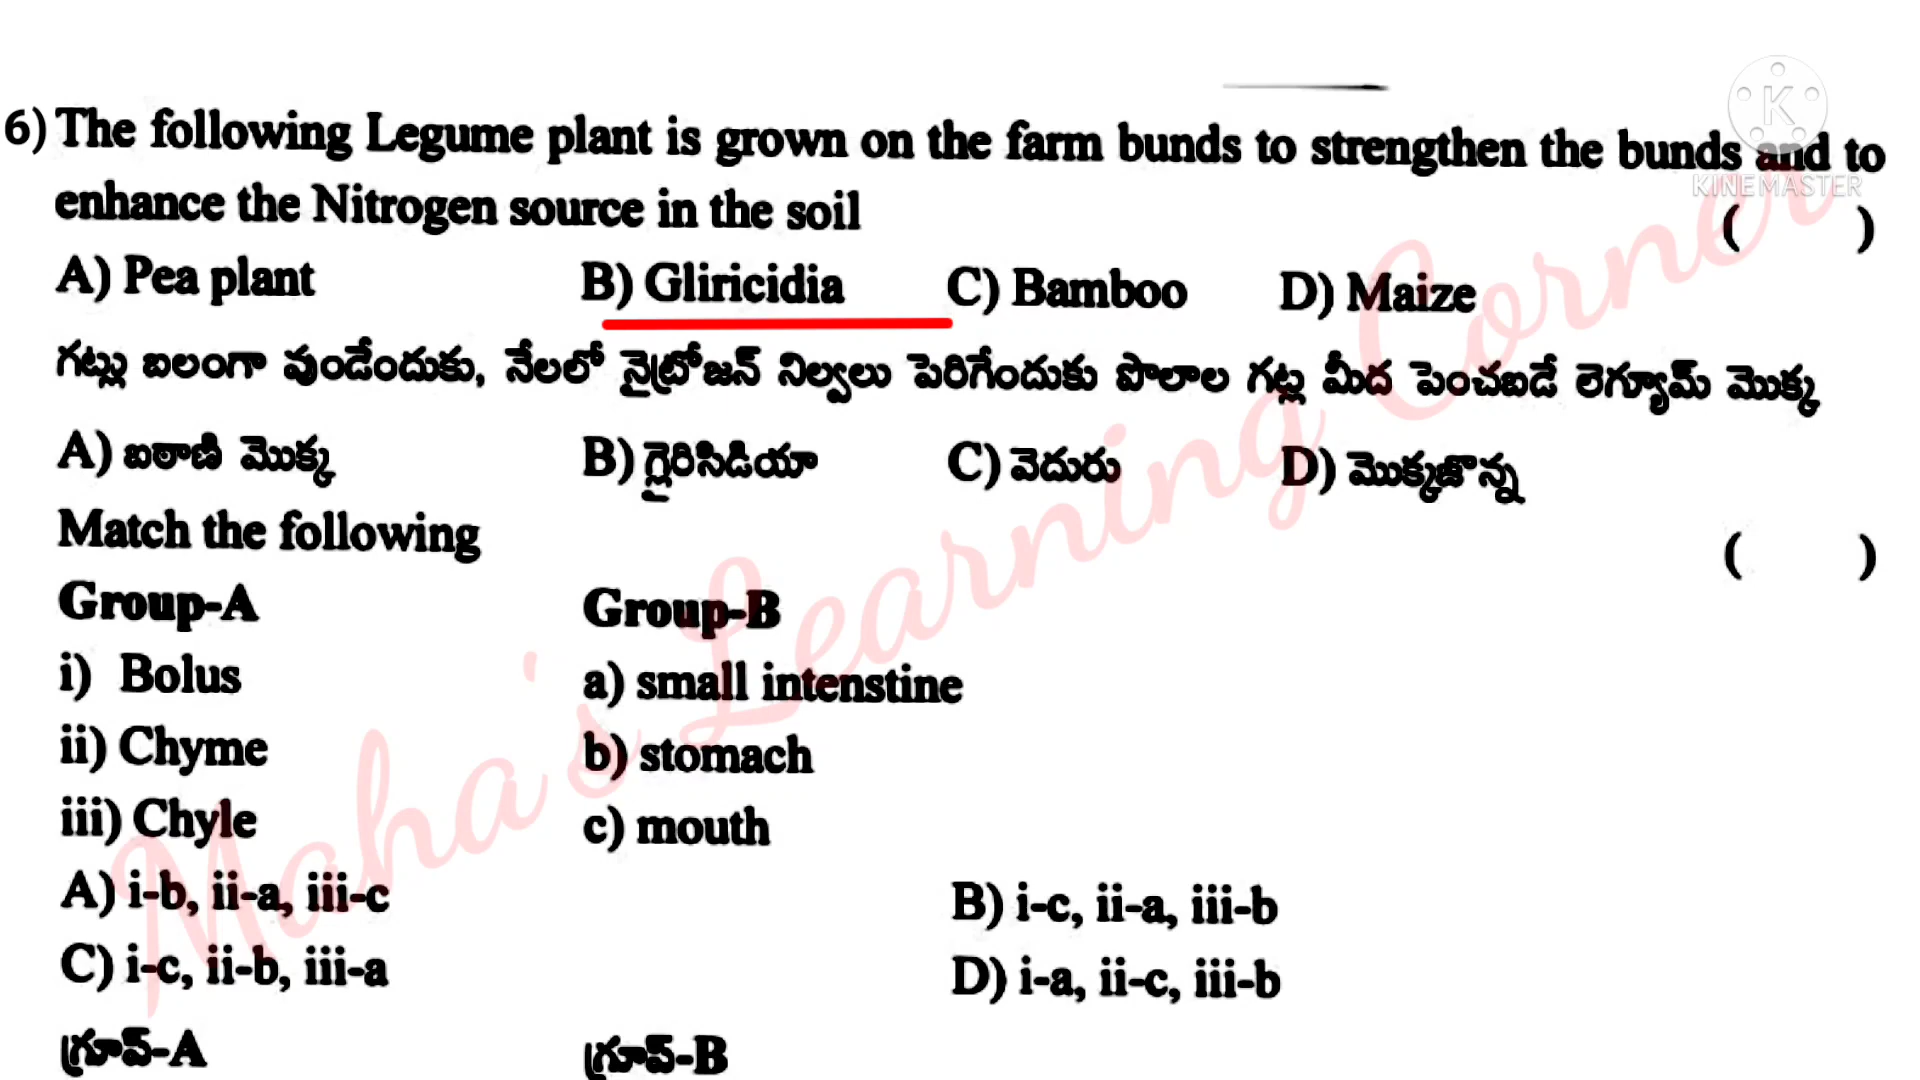 6) The following Legume plant is grown on the farm bunds to strengthen the bunds and to
enhance the Nitrogen source in the soil ( )
A) Pea plant B) Gliricidia C) Bamboo D) Maize
గట్లు బలంగా వుండేందుకు, నేలలో నైట్రోజన్ నిల్వలు పెరిగేందుకు పొలాల గట్ల మీద పెంచబడే లెగ్యూమ్ మొక్క
A) బఠాణి మొక్క B) గ్లైరిసిడియా C) వెదురు D) మొక్కజొన్న
Match the following ( )
Group-A Group-B
i) Bolus a) small intenstine
ii) Chyme b) stomach
iii) Chyle c) mouth
A) i-b, ii-a, iii-c B) i-c, ii-a, iii-b
C) i-c, ii-b, iii-a D) i-a, ii-c, iii-b
గ్రూప్-A గ్రూప్-B
Maha's Learning Corner
K
KINEMASTER